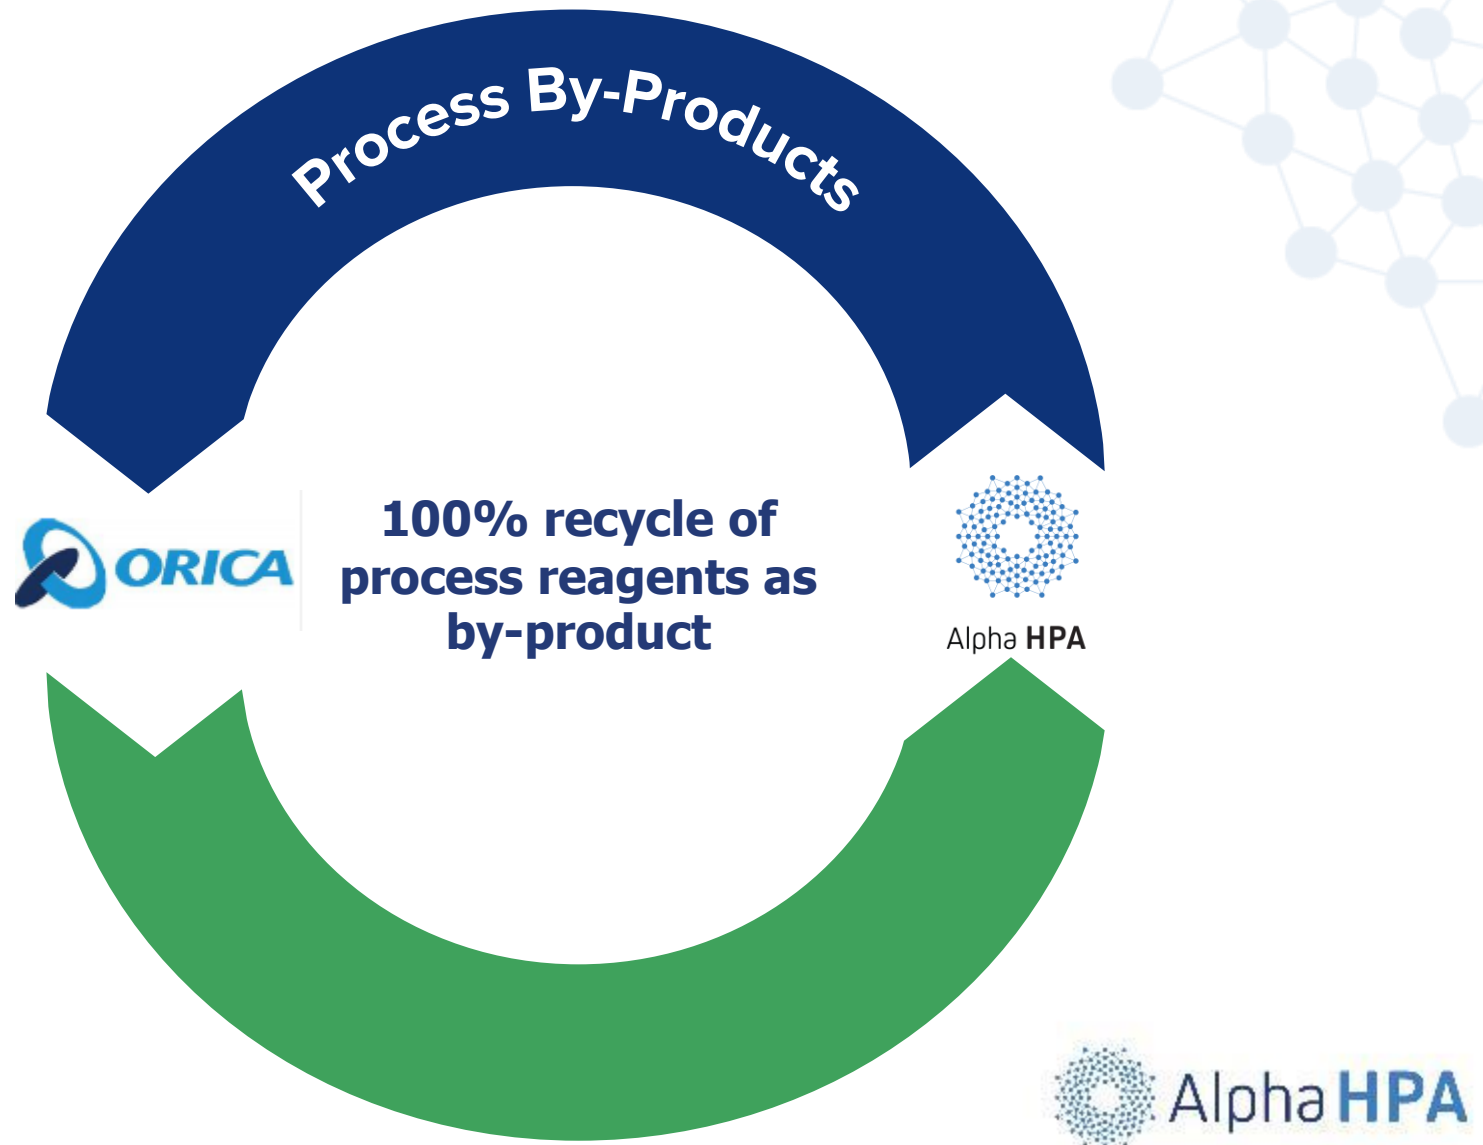 Process By-Products
ORICA
100% recycle of
process reagents as
by-product
Alpha HPA
Alpha HPA